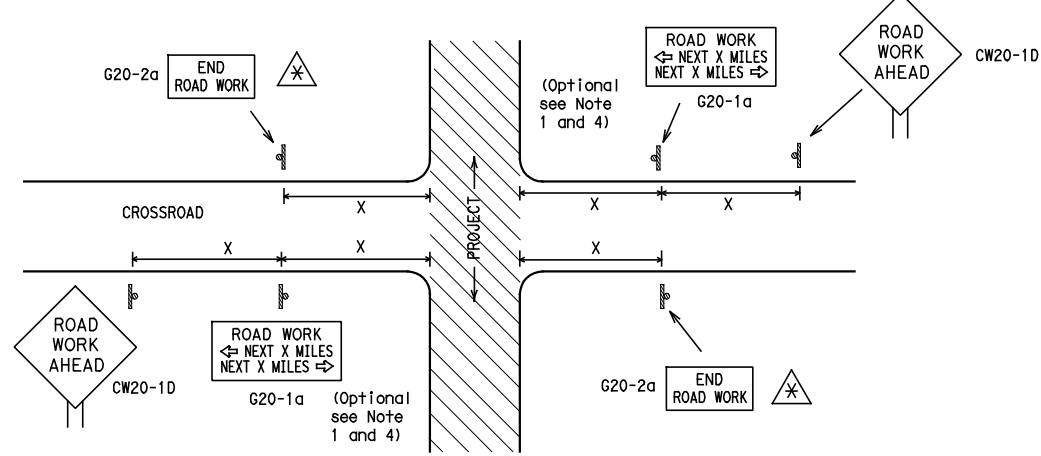 ROAD WORK
⇦ NEXT X MILES
NEXT X MILES ⇨
G20-1a
ROAD
WORK
AHEAD
CW20-1D
G20-2a
END
ROAD WORK
*
(Optional
see Note
1 and 4)
X
X
X
CROSSROAD
PROJECT
X
X
X
ROAD
WORK
AHEAD
CW20-1D
ROAD WORK
⇦ NEXT X MILES
NEXT X MILES ⇨
G20-1a
(Optional
see Note
1 and 4)
G20-2a
END
ROAD WORK
*